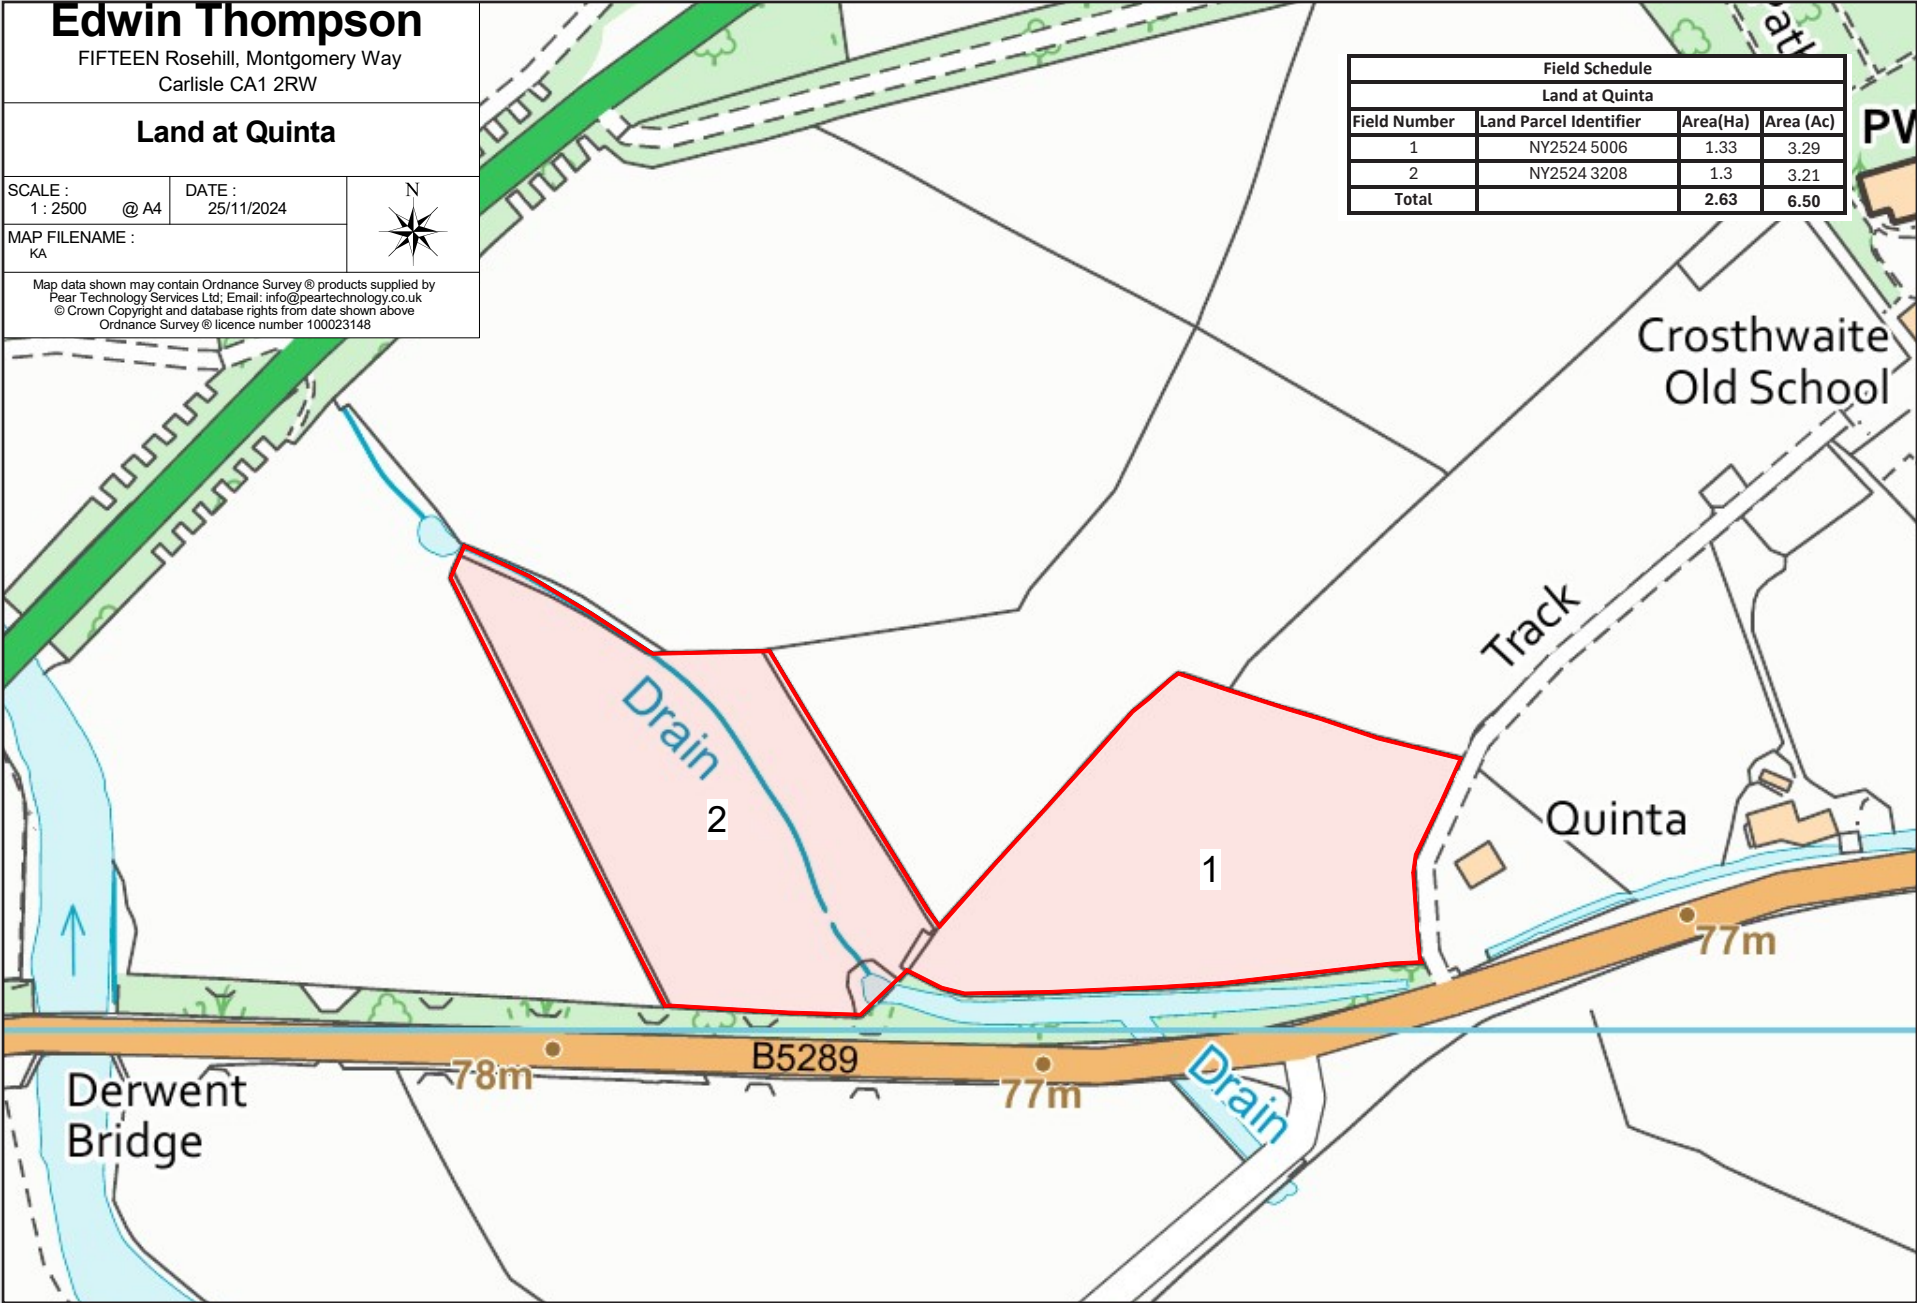 Edwin Thompson
FIFTEEN Rosehill, Montgomery Way
Carlisle CA1 2RW
Land at Quinta
SCALE :
1 : 2500 @ A4
DATE :
25/11/2024
N
MAP FILENAME :
KA
Map data shown may contain Ordnance Survey ® products supplied by
Pear Technology Services Ltd; Email: info@peartechnology.co.uk
© Crown Copyright and database rights from date shown above
Ordnance Survey ® licence number 100023148
Field Schedule
Land at Quinta
Field Number Land Parcel Identifier Area(Ha) Area (Ac)
1 NY2524 5006 1.33 3.29
2 NY2524 3208 1.3 3.21
Total 2.63 6.50
Path
PW
Crosthwaite
Old School
Track
Drain
2
1
Quinta
77m
B5289
78m
77m
Drain
Derwent
Bridge